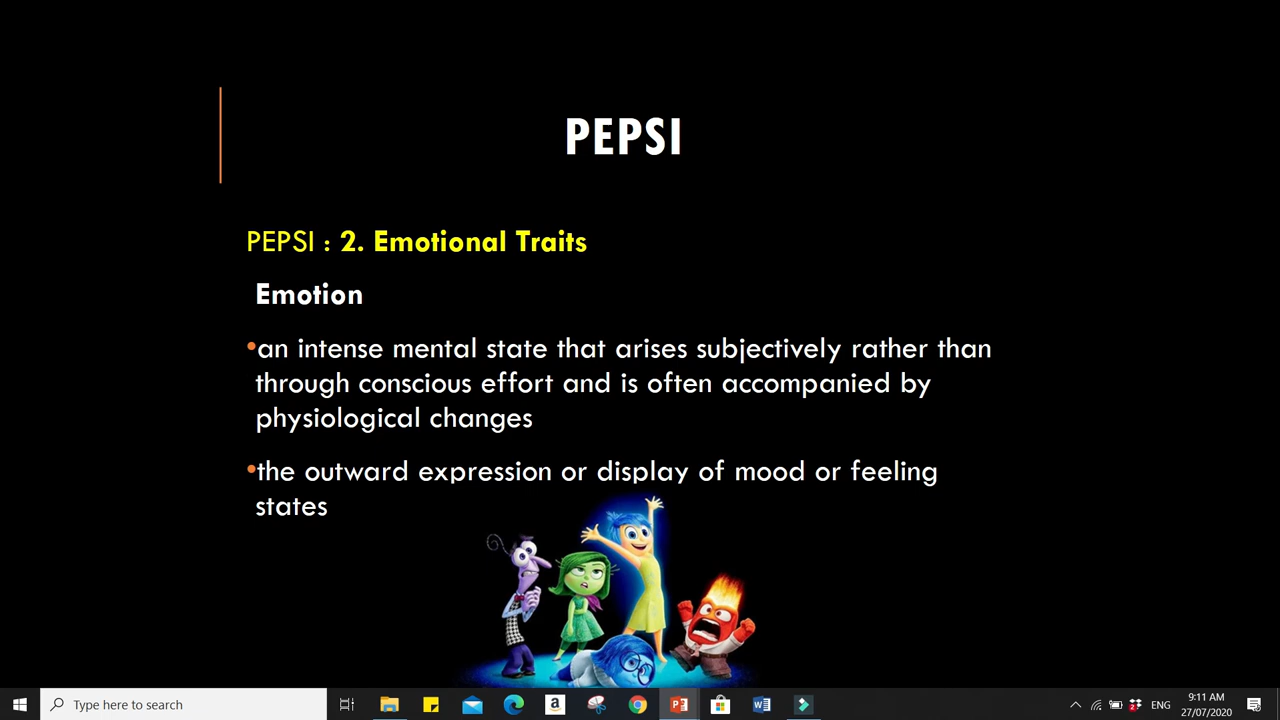 PEPSI
PEPSI : 2. Emotional Traits
Emotion
•an intense mental state that arises subjectively rather than
through conscious effort and is often accompanied by
physiological changes
•the outward expression or display of mood or feeling
states
Type here to search
ENG
9:11 AM
27/07/2020